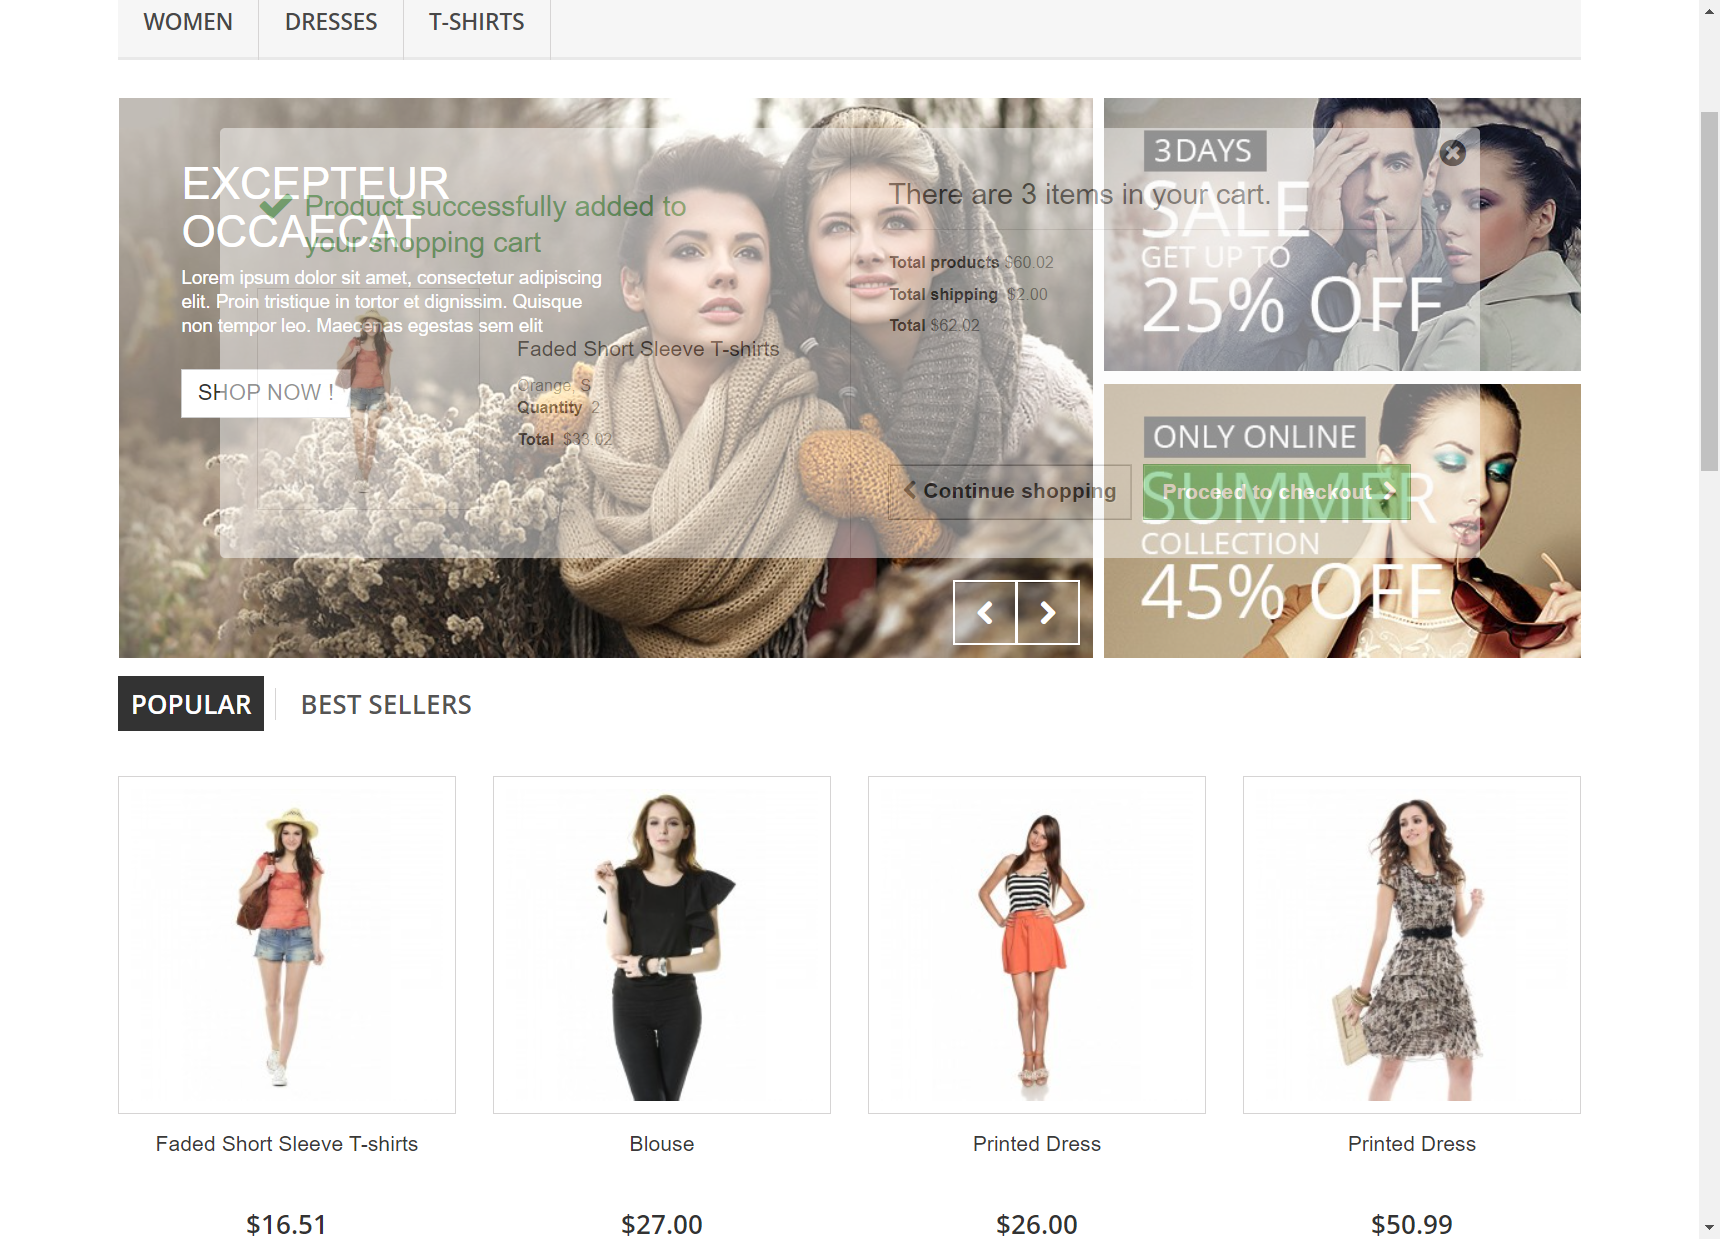 WOMEN
DRESSES
T-SHIRTS
EXCEPTEUR
OCCAECAT
Lorem ipsum dolor sit amet, consectetur adipiscing
elit. Proin tristique in tortor et dignissim. Quisque
non tempor leo. Maecenas egestas sem elit
SHOP NOW !
Product successfully added to
your shopping cart
Faded Short Sleeve T-shirts
Orange, S
Quantity 2
Total $33.02
There are 3 items in your cart.
Total products $60.02
Total shipping $2.00
Total $62.02
Continue shopping
Proceed to checkout
3 DAYS
SALE
GET UP TO
25% OFF
ONLY ONLINE
SUMMER
COLLECTION
45% OFF
POPULAR
BEST SELLERS
Faded Short Sleeve T-shirts
Blouse
Printed Dress
Printed Dress
$16.51
$27.00
$26.00
$50.99